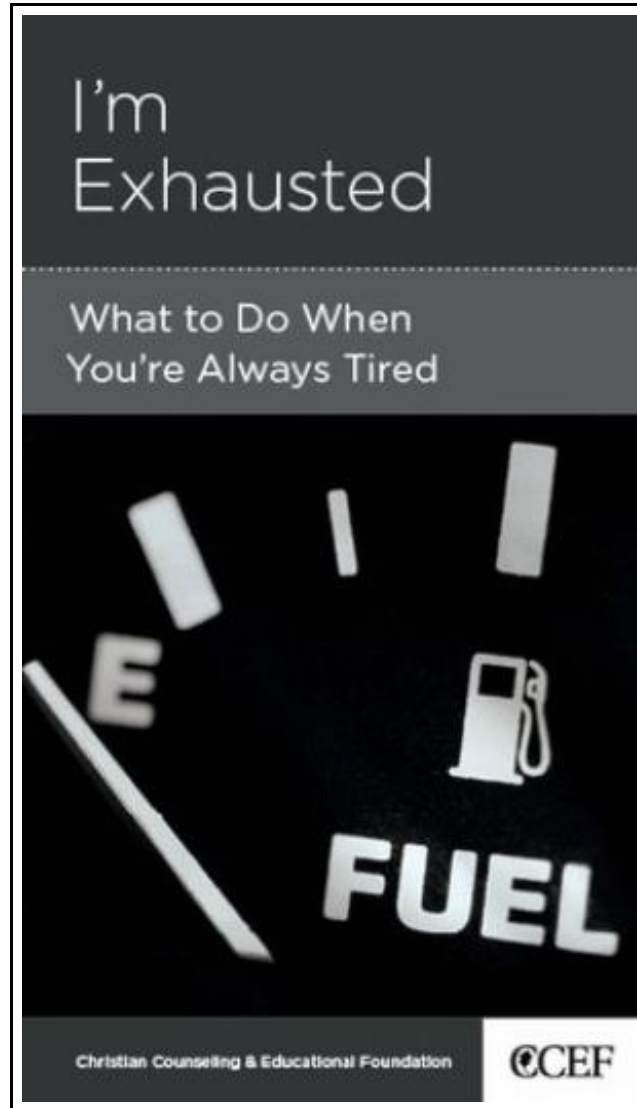 I'm
Exhausted
What to Do When
You're Always Tired
E
FUEL
Christian Counseling & Educational Foundation
CCEF